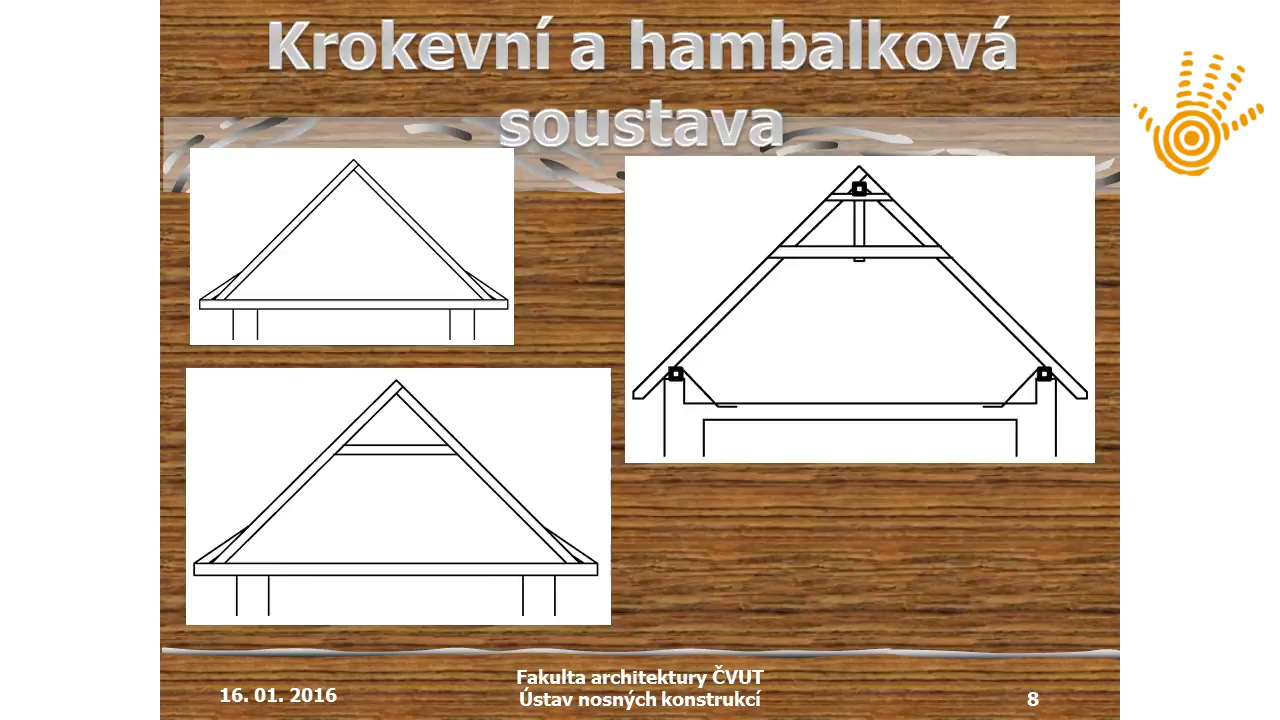 Krokevní a hambalková
soustava
16. 01. 2016
Fakulta architektury ČVUT
Ústav nosných konstrukcí
8